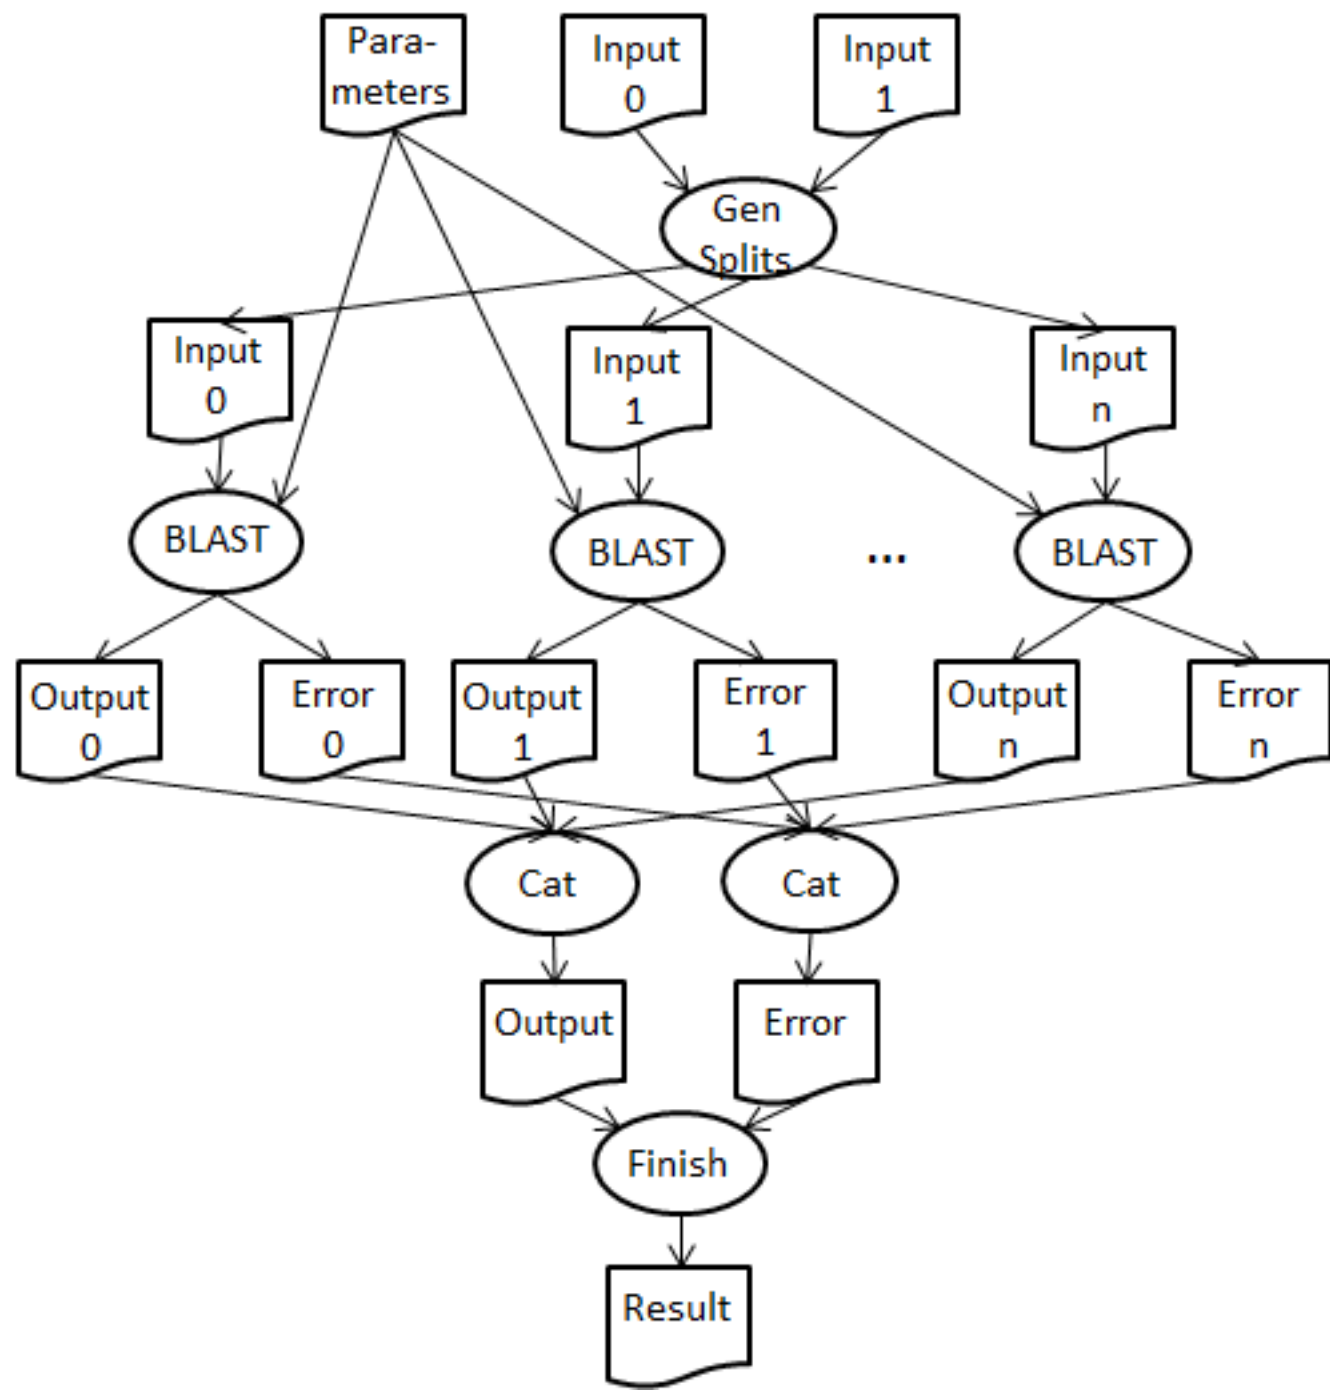 Para-
meters
Input
0
Input
1
Gen
Splits
Input
0
Input
1
Input
n
BLAST
BLAST
...
BLAST
Output
0
Error
0
Output
1
Error
1
Output
n
Error
n
Cat
Cat
Output
Error
Finish
Result